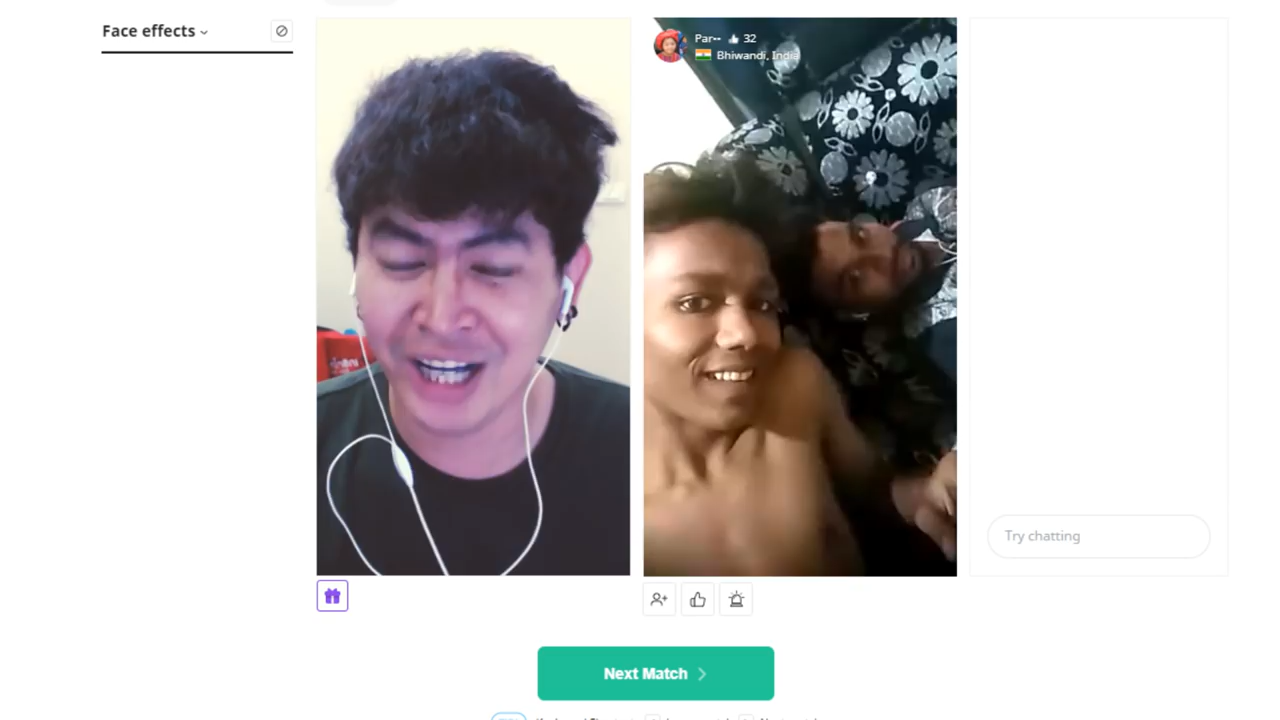 Face effects
Par•• 32
Bhiwandi, India
Try chatting
Next Match